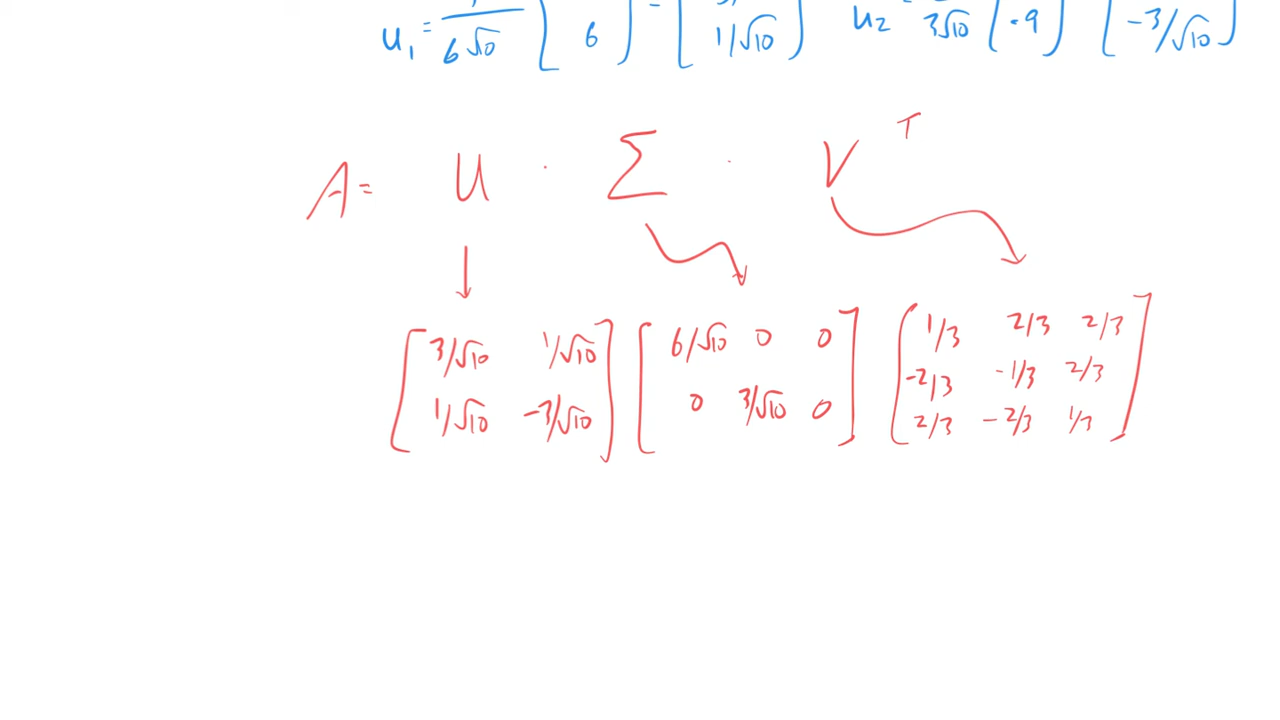 u₁ = 6√10 [ 6 ] = [ 1/√10 ] u₂ = 3√10 [ -9 ] [ -3/√10 ]
A = U · Σ · V^T
[ 3/√10 1/√10 ] [ 6/√10 0 0 ] [ 1/3 2/3 2/3 ]
[ 1/√10 -3/√10 ] [ 0 3/√10 0 ] [ -2/3 -1/3 2/3 ]
[ 2/3 -2/3 1/3 ]